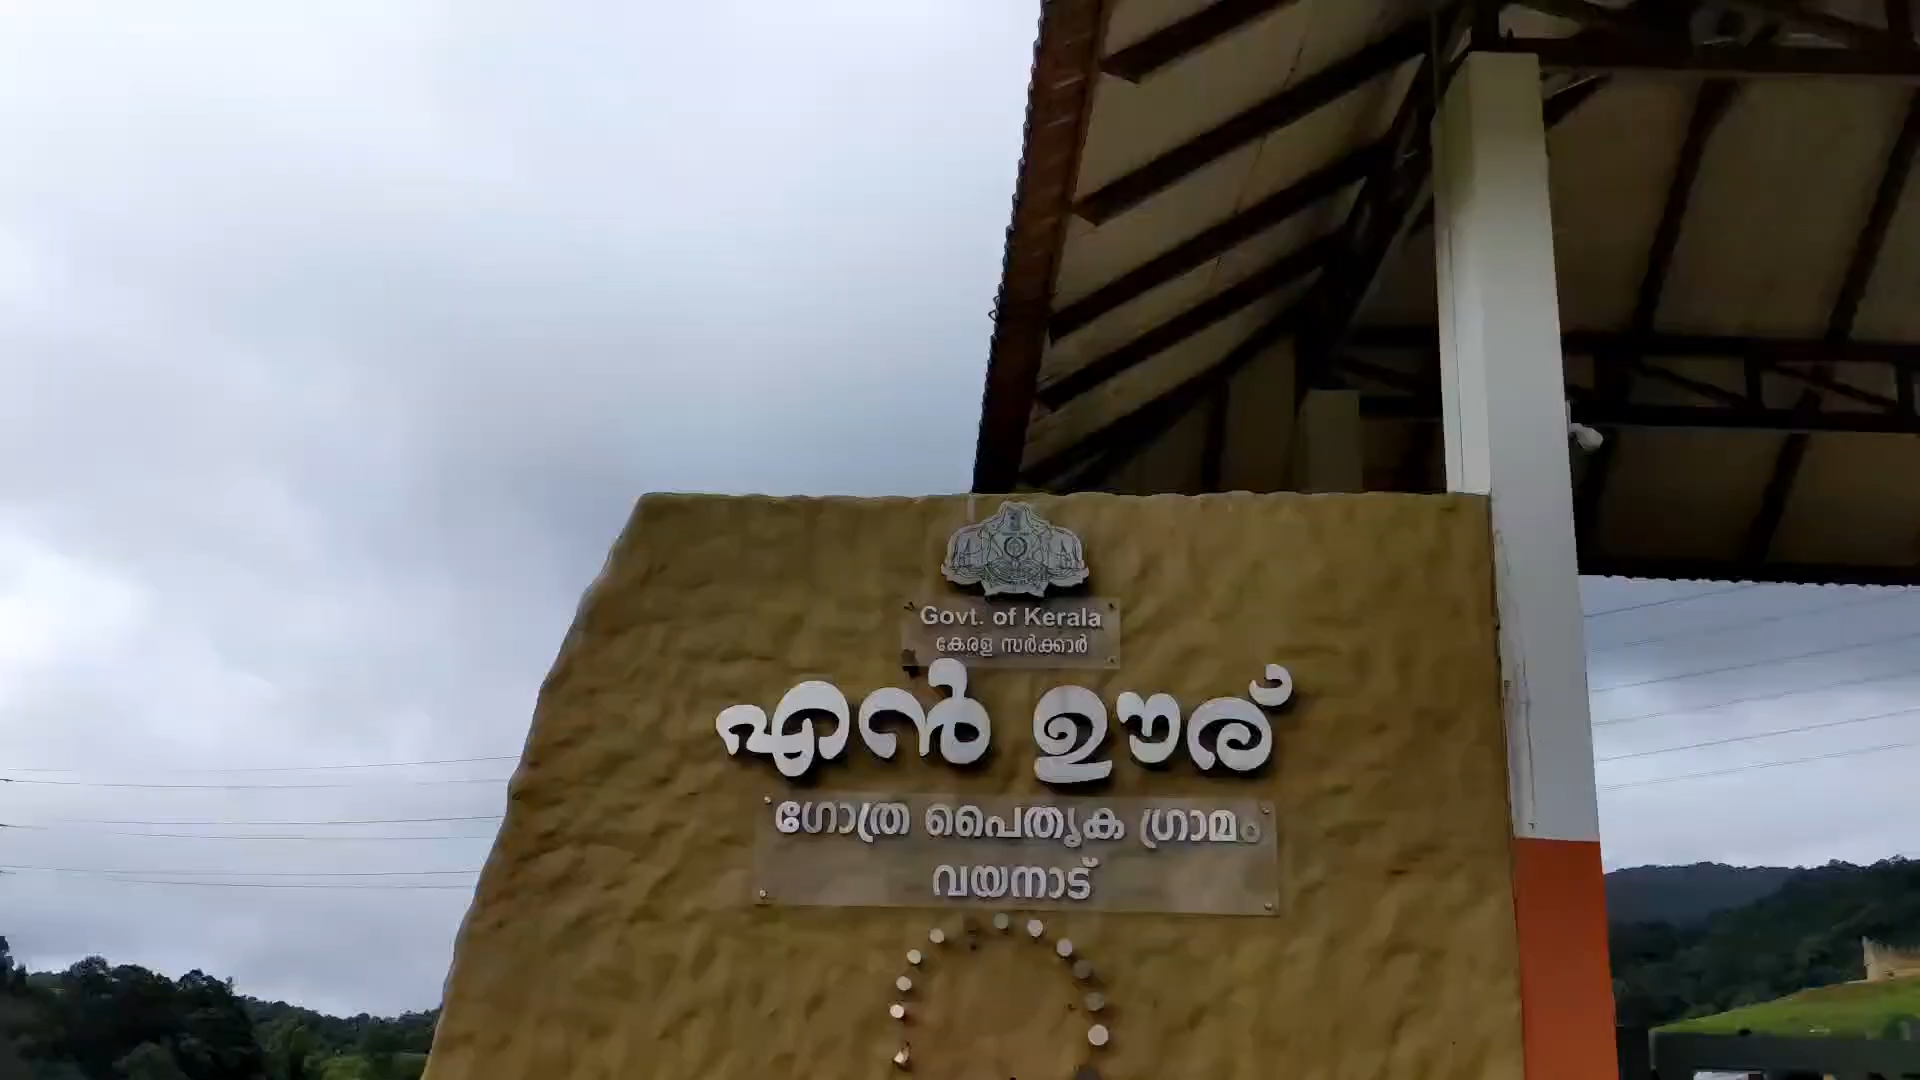 Govt. of Kerala
കേരള സർക്കാർ
എൻ ഊര്
ഗോത്ര പൈതൃക ഗ്രാമം
വയനാട്